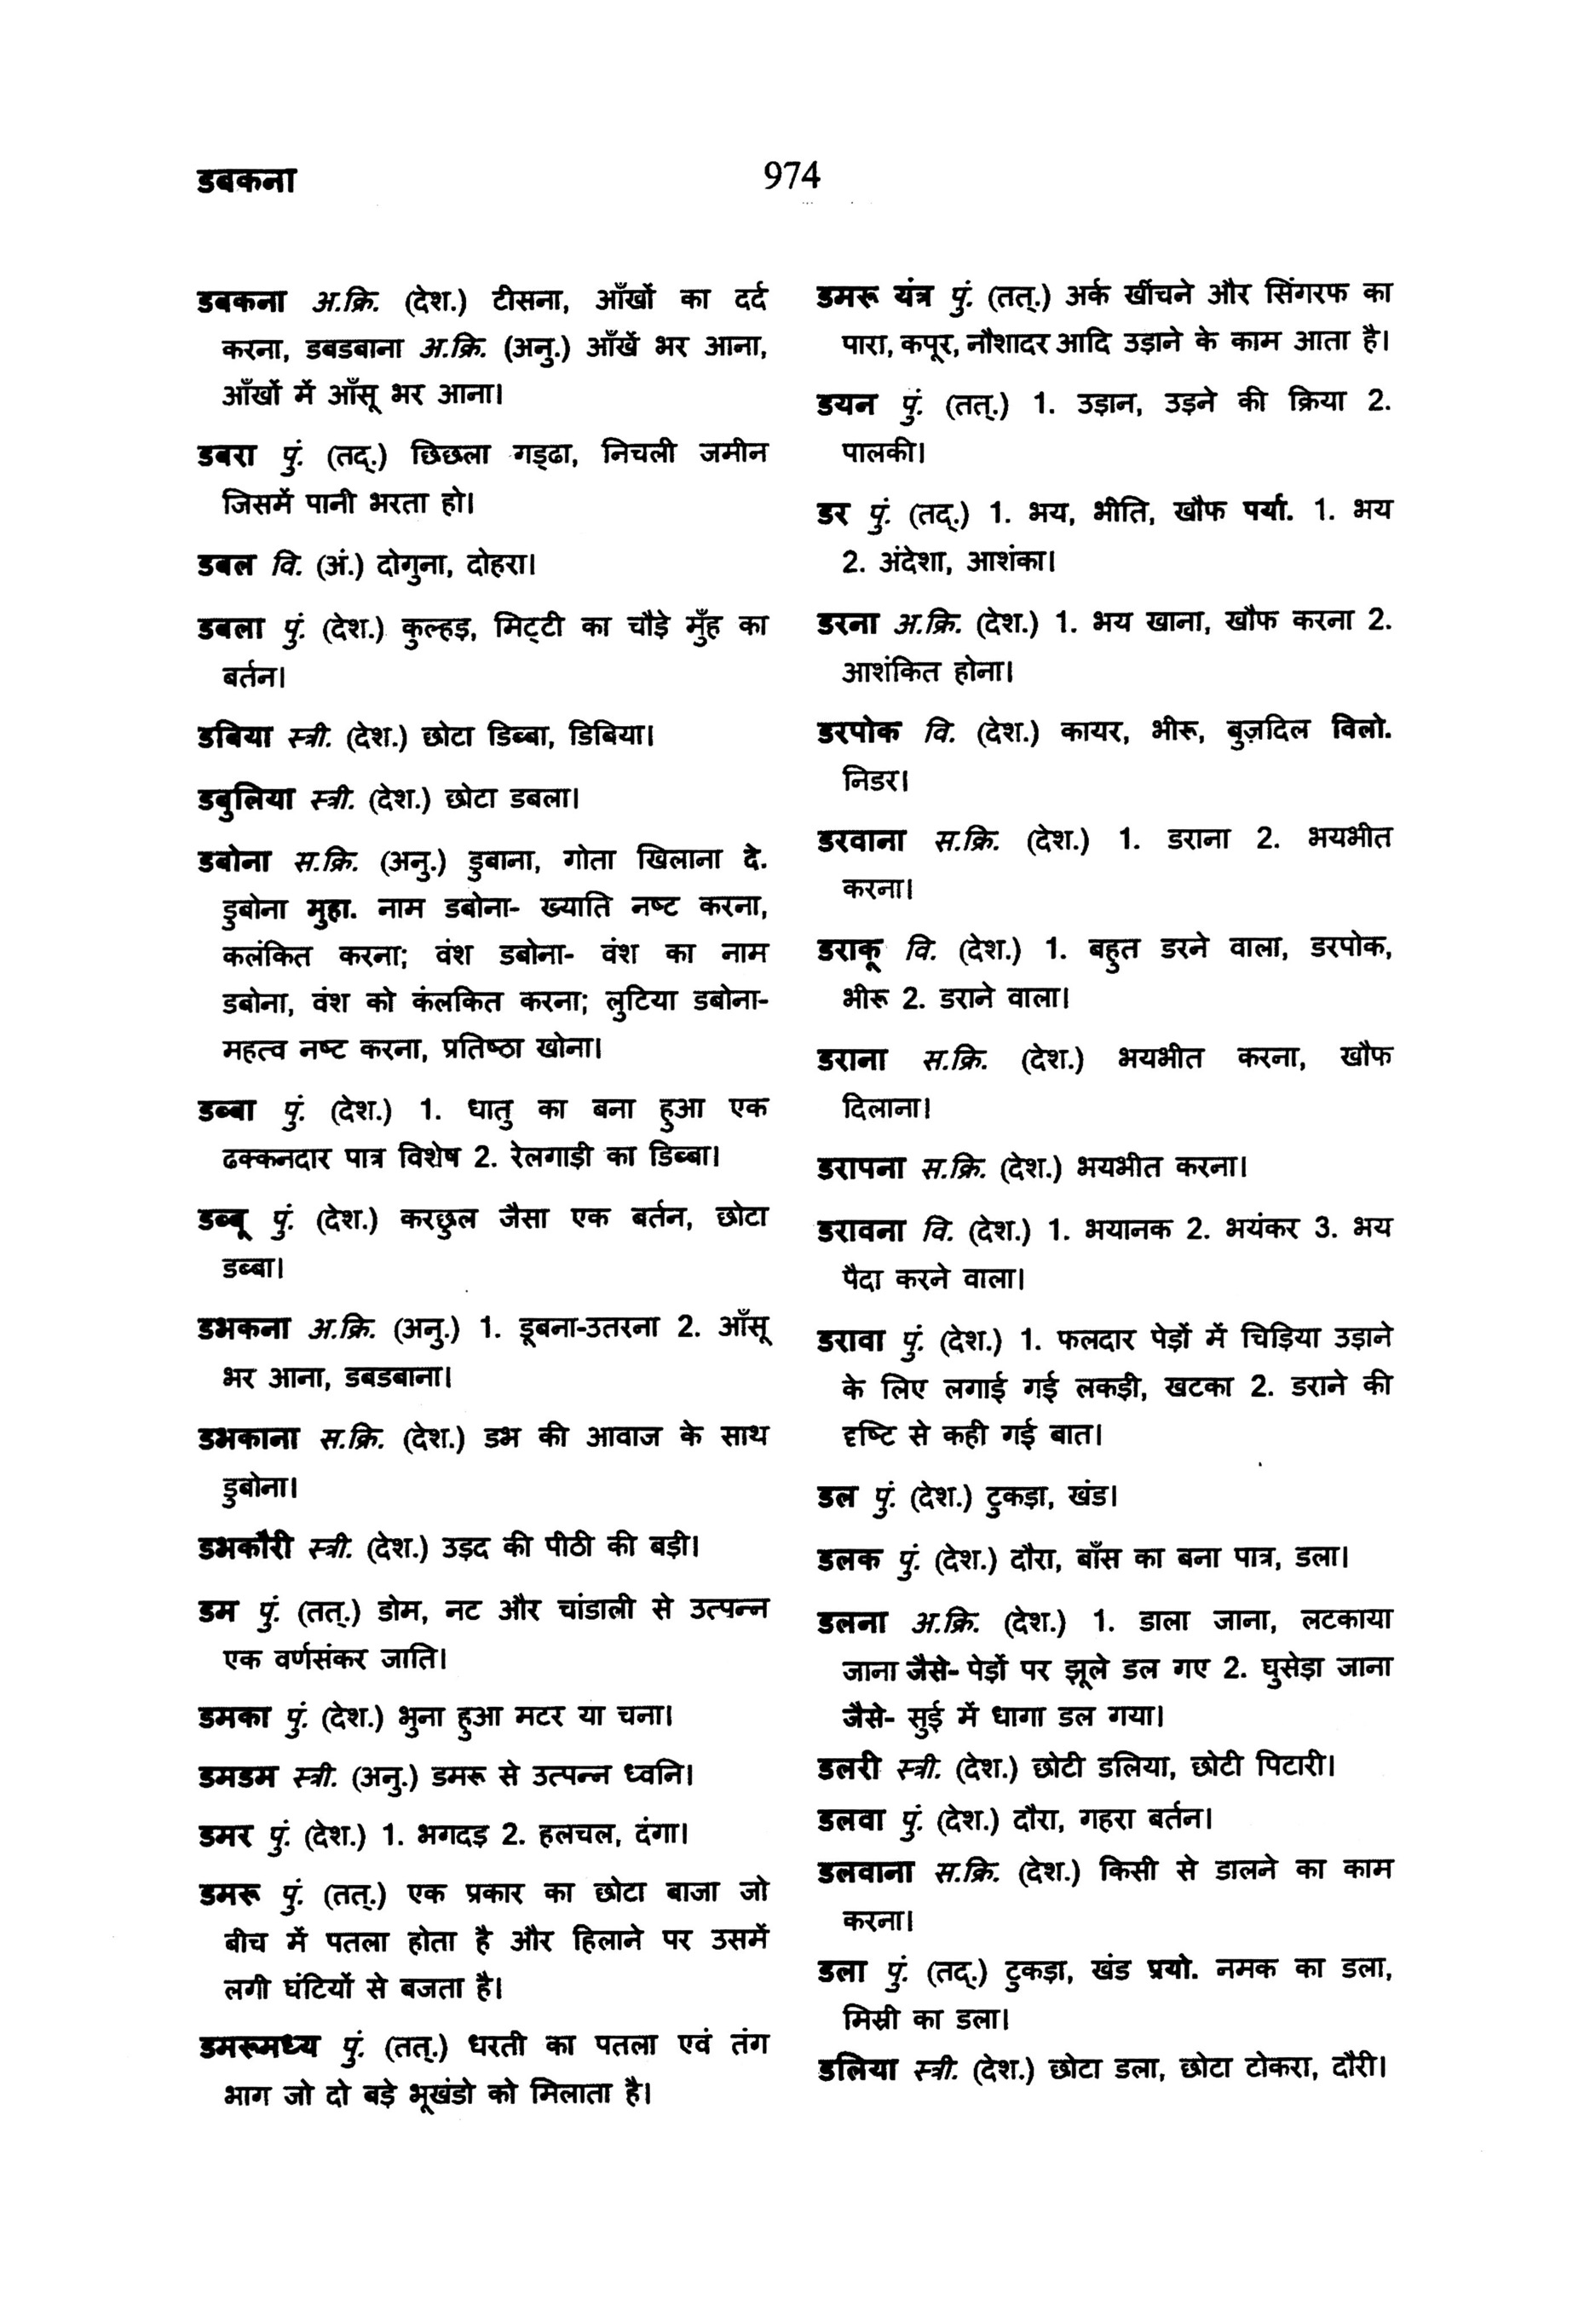 डबकना
974
डबकना अ.क्रि. (देश.) टीसना, आँखों का दर्द
करना, डबडबाना अ.क्रि. (अनु.) आँखें भर आना,
आँखों में आँसू भर आना।
डबरा पुं. (तद्.) छिछला गड्ढा, निचली जमीन
जिसमें पानी भरता हो।
डबल वि. (अं.) दोगुना, दोहरा।
डबला पुं. (देश.) कुल्हड़, मिट्टी का चौड़े मुँह का
बर्तन।
डबिया स्त्री. (देश.) छोटा डिब्बा, डिबिया।
डबुलिया स्त्री. (देश.) छोटा डबला।
डबोना स.क्रि. (अनु.) डुबाना, गोता खिलाना दे.
डुबोना मुहा. नाम डबोना- ख्याति नष्ट करना,
कलंकित करना; वंश डबोना- वंश का नाम
डबोना, वंश को कंलकित करना; लुटिया डबोना-
महत्व नष्ट करना, प्रतिष्ठा खोना।
डब्बा पुं. (देश.) 1. धातु का बना हुआ एक
ढक्कनदार पात्र विशेष 2. रेलगाड़ी का डिब्बा।
डब्बू पुं. (देश.) करछुल जैसा एक बर्तन, छोटा
डब्बा।
डभकना अ.क्रि. (अनु.) 1. डूबना-उतरना 2. आँसू
भर आना, डबडबाना।
डभकाना स.क्रि. (देश.) डभ की आवाज के साथ
डुबोना।
डभकौरी स्त्री. (देश.) उड़द की पीठी की बड़ी।
डम पुं. (तत्.) डोम, नट और चांडाली से उत्पन्न
एक वर्णसंकर जाति।
डमका पुं. (देश.) भुना हुआ मटर या चना।
डमडम स्त्री. (अनु.) डमरू से उत्पन्न ध्वनि।
डमर पुं. (देश.) 1. भगदड़ 2. हलचल, दंगा।
डमरू पुं. (तत्.) एक प्रकार का छोटा बाजा जो
बीच में पतला होता है और हिलाने पर उसमें
लगी घंटियों से बजता है।
डमरूमध्य पुं. (तत्.) धरती का पतला एवं तंग
भाग जो दो बड़े भूखंडो को मिलाता है।
डमरू यंत्र पुं. (तत्.) अर्क खींचने और सिंगरफ का
पारा, कपूर, नौशादर आदि उड़ाने के काम आता है।
डयन पुं. (तत्.) 1. उड़ान, उड़ने की क्रिया 2.
पालकी।
डर पुं. (तद्.) 1. भय, भीति, खौफ पर्या. 1. भय
2. अंदेशा, आशंका।
डरना अ.क्रि. (देश.) 1. भय खाना, खौफ करना 2.
आशंकित होना।
डरपोक वि. (देश.) कायर, भीरू, बुज़दिल विलो.
निडर।
डरवाना स.क्रि. (देश.) 1. डराना 2. भयभीत
करना।
डराकू वि. (देश.) 1. बहुत डरने वाला, डरपोक,
भीरू 2. डराने वाला।
डराना स.क्रि. (देश.) भयभीत करना, खौफ
दिलाना।
डरापना स.क्रि. (देश.) भयभीत करना।
डरावना वि. (देश.) 1. भयानक 2. भयंकर 3. भय
पैदा करने वाला।
डरावा पुं. (देश.) 1. फलदार पेड़ों में चिड़िया उड़ाने
के लिए लगाई गई लकड़ी, खटका 2. डराने की
दृष्टि से कही गई बात।
डल पुं. (देश.) टुकड़ा, खंड।
डलक पुं. (देश.) दौरा, बाँस का बना पात्र, डला।
डलना अ.क्रि. (देश.) 1. डाला जाना, लटकाया
जाना जैसे- पेड़ों पर झूले डल गए 2. घुसेड़ा जाना
जैसे- सुई में धागा डल गया।
डलरी स्त्री. (देश.) छोटी डलिया, छोटी पिटारी।
डलवा पुं. (देश.) दौरा, गहरा बर्तन।
डलवाना स.क्रि. (देश.) किसी से डालने का काम
करना।
डला पुं. (तद्.) टुकड़ा, खंड प्रयो. नमक का डला,
मिस्री का डला।
डलिया स्त्री. (देश.) छोटा डला, छोटा टोकरा, दौरी।